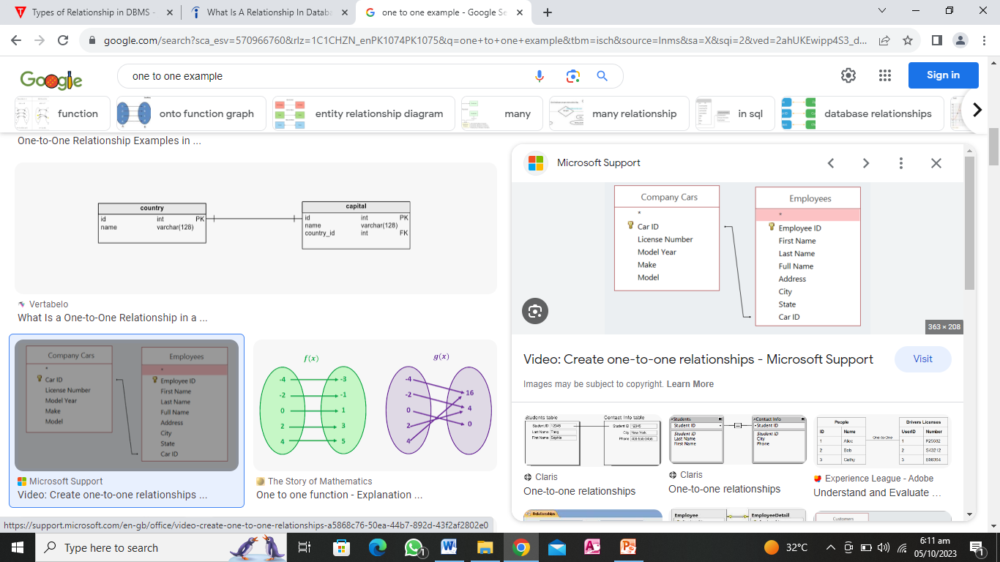 Types of Relationship in DBMS -
What Is A Relationship In Databa
one to one example - Google Se
google.com/search?sca_esv=570966760&rlz=1C1CHZN_enPK1074PK1075&q=one+to+one+example&tbm=isch&source=lnms&sa=X&sqi=2&ved=2ahUKEwipp4S3_d...
Google
one to one example
Sign in
function
onto function graph
entity relationship diagram
many
many relationship
in sql
database relationships
One-to-One Relationship Examples in ...
country
id int PK
name varchar(128)
capital
id int PK
name varchar(128)
country_id int FK
Vertabelo
What Is a One-to-One Relationship in a ...
Company Cars
*
Car ID
License Number
Model Year
Make
Model
Employees
*
Employee ID
First Name
Last Name
Full Name
Address
City
State
Car ID
Microsoft Support
Video: Create one-to-one relationships ...
f(x)
-4 -3
-2 -1
0 1
2 3
4 5
g(x)
-4
-2
0
2
4
16
4
0
The Story of Mathematics
One to one function - Explanation ...
Microsoft Support
Company Cars
*
Car ID
License Number
Model Year
Make
Model
Employees
*
Employee ID
First Name
Last Name
Full Name
Address
City
State
Car ID
363 × 208
Video: Create one-to-one relationships - Microsoft Support
Visit
Images may be subject to copyright. Learn More
Students table
Student ID 12345
Last Name Tang
First Name Sophie
Contact Info table
Student ID 12345
City New York
Phone
Claris
One-to-one relationships
Students
Student ID
Student ID
Last Name
First Name
Contact Info
Student ID
Student ID
City
Phone
Claris
One-to-one relationships
People
ID Name
1 Alice
2 Bob
3 Cathy
One-to-One
Drivers Licenses
UserID Number
1
2
3
Experience League - Adobe
Understand and Evaluate ...
Relationships
Employee
EmployeeDetail
Customers
https://support.microsoft.com/en-gb/office/video-create-one-to-one-relationships-a5868c76-50ea-44b7-892d-43f2af2802e0
Type here to search
1
32°C
6:11 am
05/10/2023
1